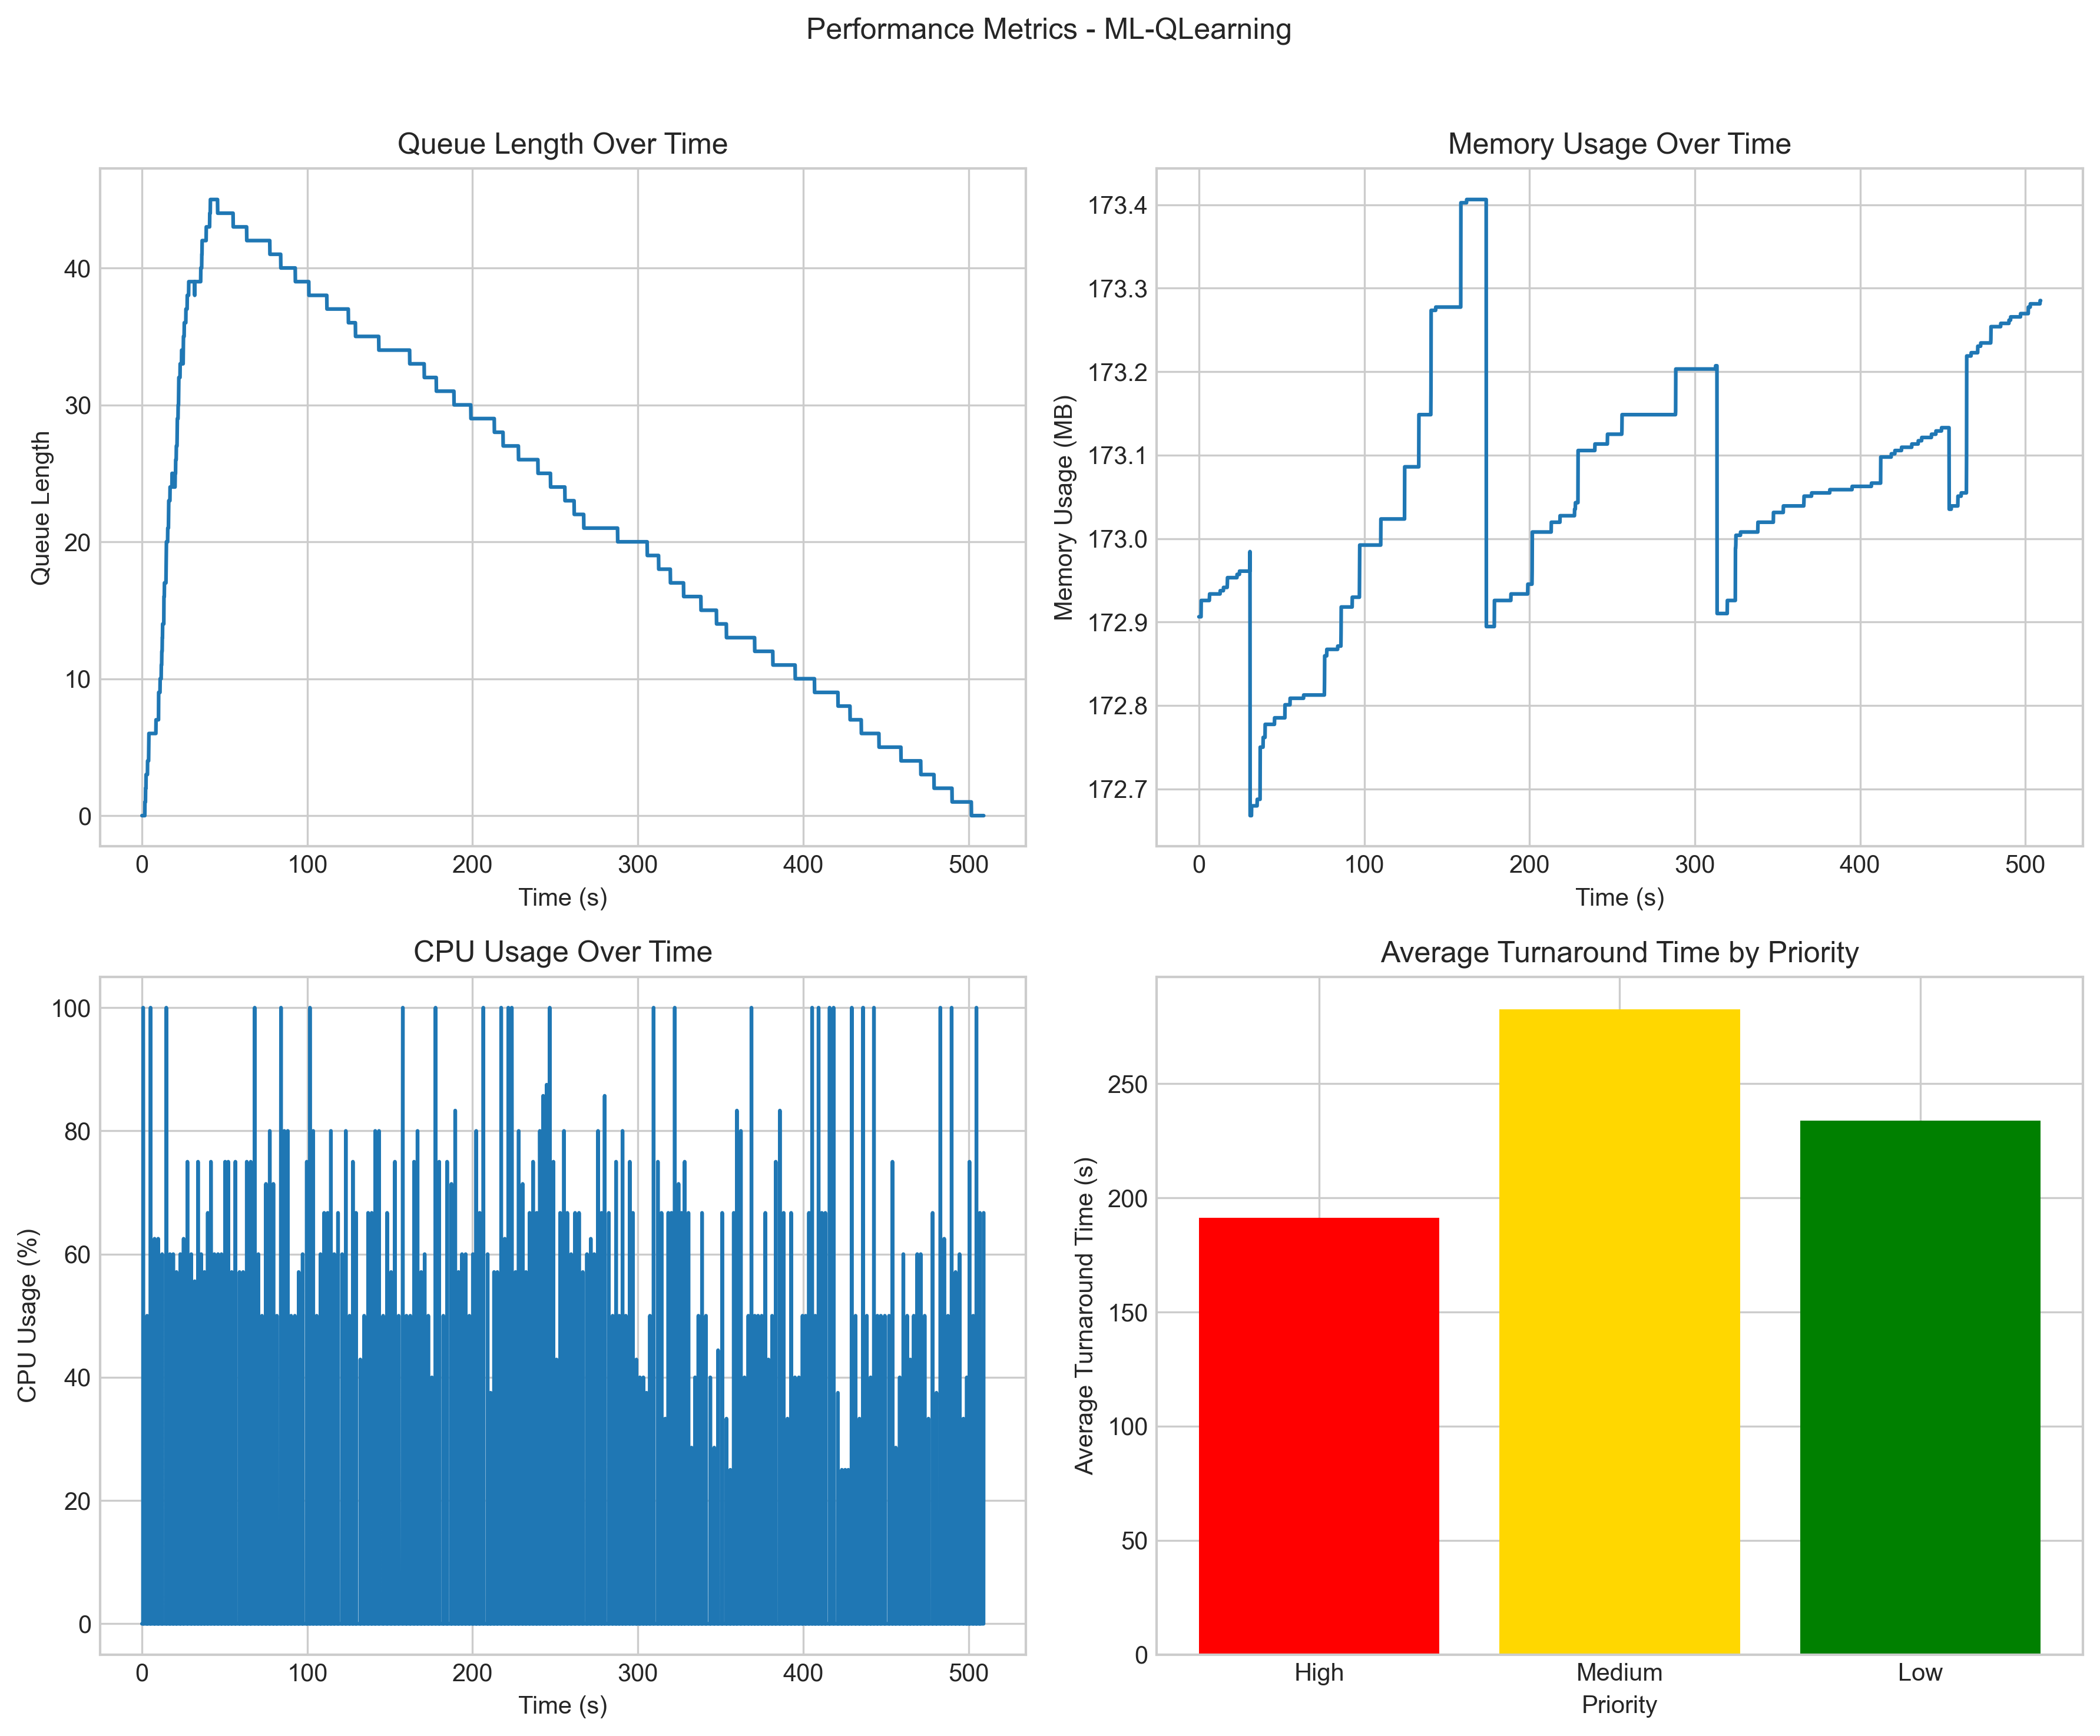 Performance Metrics - ML-QLearning
Queue Length Over Time
Queue Length
40
30
20
10
0
0 100 200 300 400 500
Time (s)
Memory Usage Over Time
Memory Usage (MB)
173.4
173.3
173.2
173.1
173.0
172.9
172.8
172.7
0 100 200 300 400 500
Time (s)
CPU Usage Over Time
CPU Usage (%)
100
80
60
40
20
0
0 100 200 300 400 500
Time (s)
Average Turnaround Time by Priority
Average Turnaround Time (s)
250
200
150
100
50
0
High Medium Low
Priority